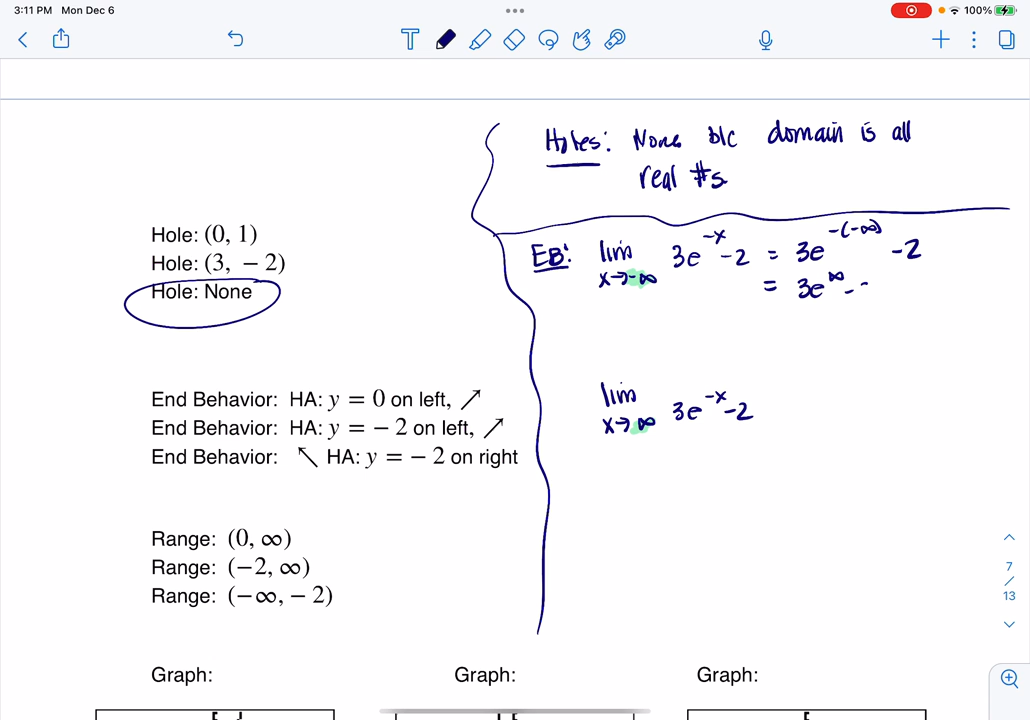 3:11 PM Mon Dec 6
100%
Holes: None b/c domain is all
real #s
Hole: (0, 1)
Hole: (3, − 2)
Hole: None
EB: lim x→-∞ 3e^-x -2 = 3e^-(-∞) -2
= 3e^∞ --
lim x→∞ 3e^-x -2
End Behavior: HA: y = 0 on left, ↗
End Behavior: HA: y = − 2 on left, ↗
End Behavior: ↖ HA: y = − 2 on right
Range: (0, ∞)
Range: (−2, ∞)
Range: (−∞, − 2)
7
/
13
Graph: Graph: Graph: